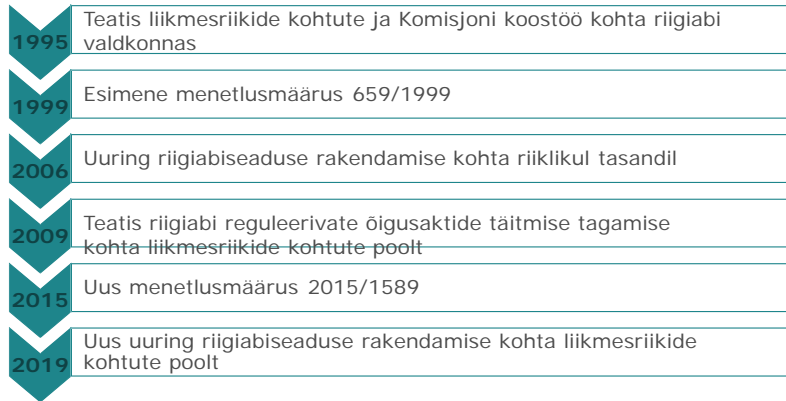 1995
Teatis liikmesriikide kohtute ja Komisjoni koostöö kohta riigiabi
valdkonnas
1999
Esimene menetlusmäärus 659/1999
2006
Uuring riigiabiseaduse rakendamise kohta riiklikul tasandil
2009
Teatis riigiabi reguleerivate õigusaktide täitmise tagamise
kohta liikmesriikide kohtute poolt
2015
Uus menetlusmäärus 2015/1589
2019
Uus uuring riigiabiseaduse rakendamise kohta liikmesriikide
kohtute poolt